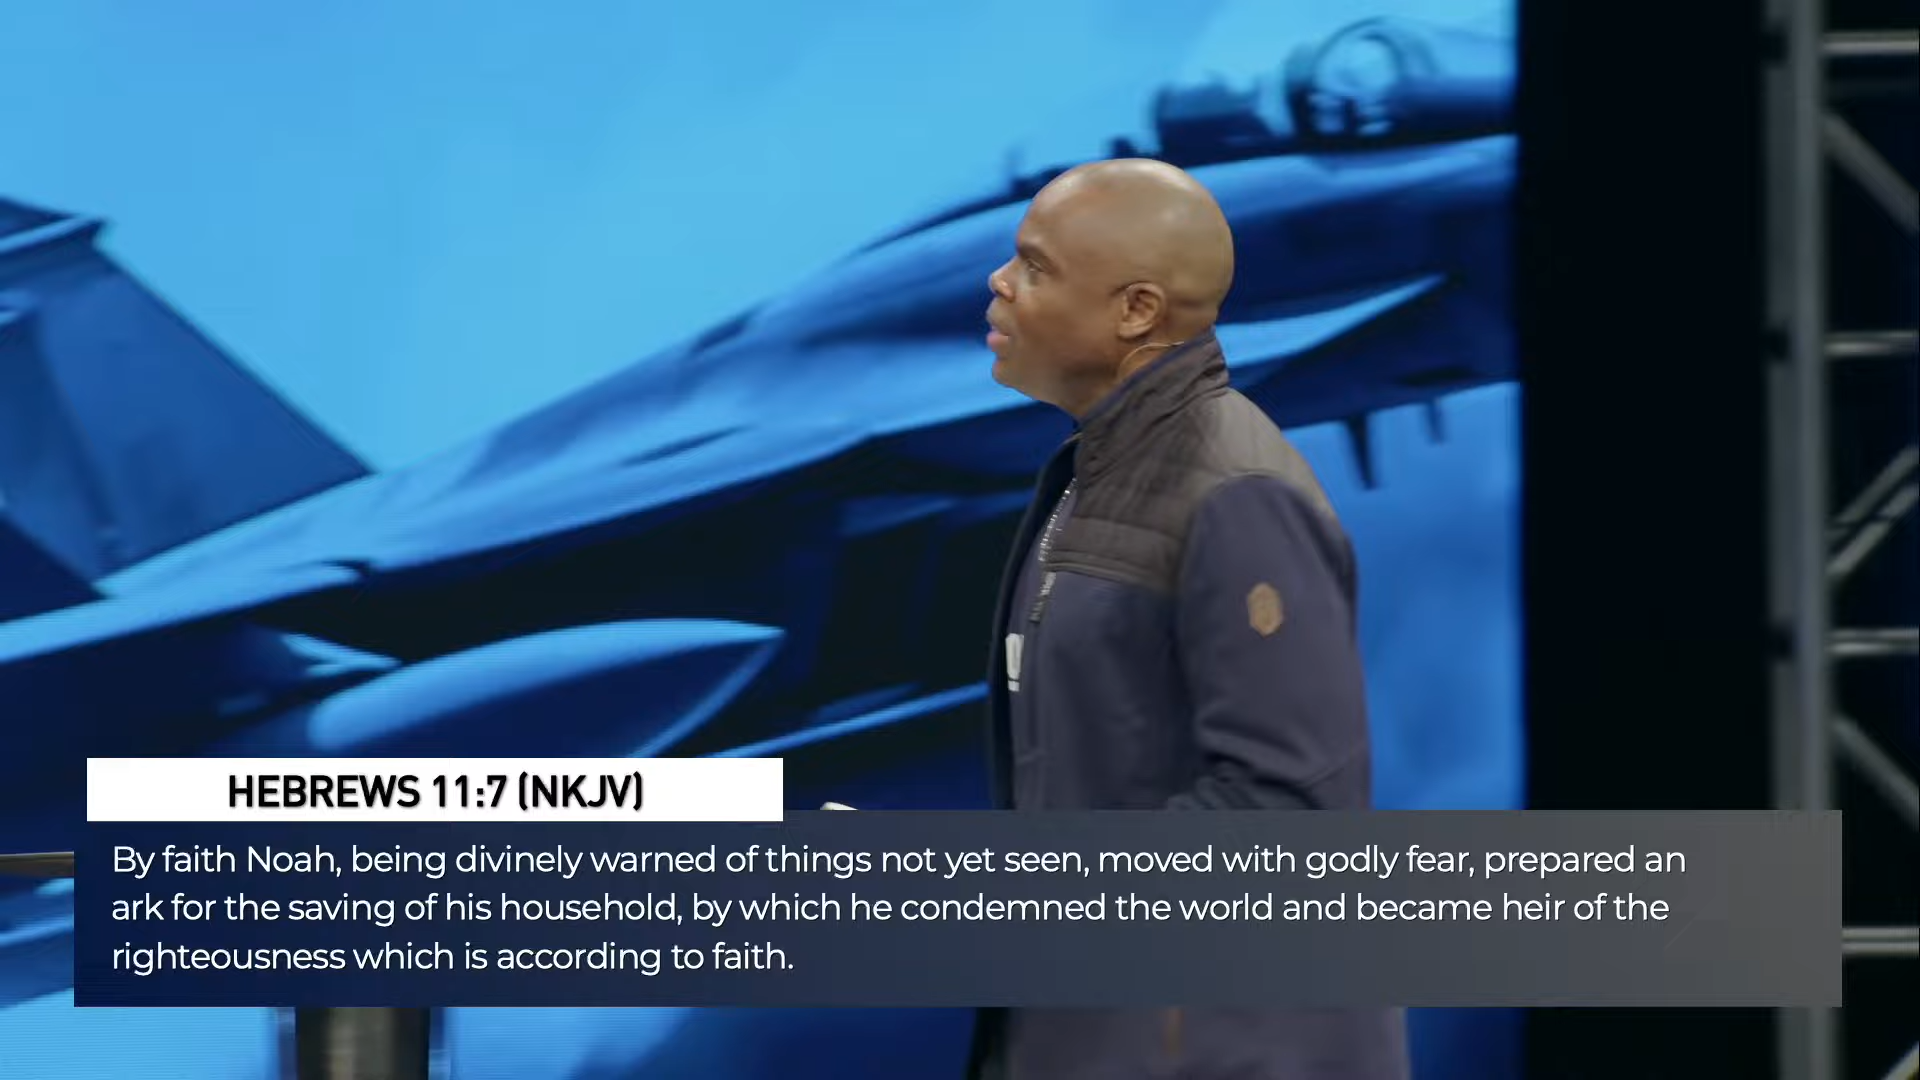 HEBREWS 11:7 (NKJV)
By faith Noah, being divinely warned of things not yet seen, moved with godly fear, prepared an
ark for the saving of his household, by which he condemned the world and became heir of the
righteousness which is according to faith.